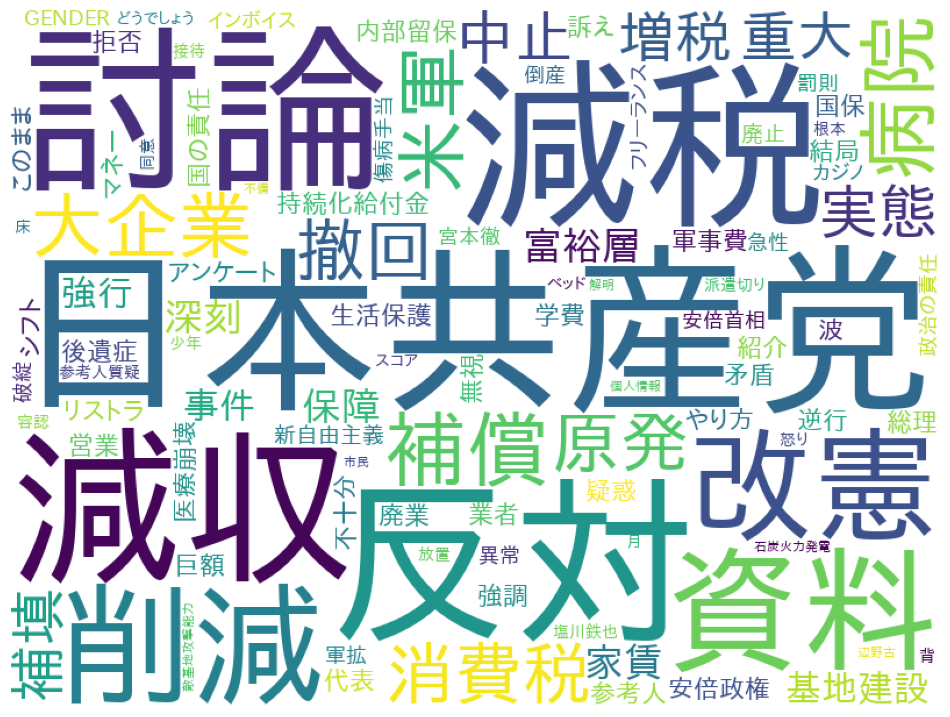 GENDER
どうでしょう
インボイス
拒否
接待
内部留保
中止
訴え
増税
重大
病院
討論
米軍
減税
倒産
フリーランス
罰則
国保
廃止
根本
結局
カジノ
このまま
マネー
同意
国の責任
傷病手当
不備
床
大企業
持続化給付金
実態
撤回
宮本徹
富裕層
軍事費
急性
アンケート
ベッド
解明
派遣切り
政治の責任
日本共産党
強行
深刻
少年
生活保護
学費
安倍首相
波
破綻
シフト
後遺症
参考人質疑
スコア
無視
個人情報
紹介
矛盾
容認
リストラ
事件
保障
やり方
逆行
総理
営業
医療崩壊
新自由主義
市民
補償
原発
怒り
改憲
減収
不十分
反対
疑惑
廃業
業者
巨額
放置
異常
月
石炭火力発電
強調
資料
補填
削減
敵基地攻撃能力
塩川鉄也
辺野古
背
軍拡
代表
消費税
家賃
参考人
安倍政権
基地建設